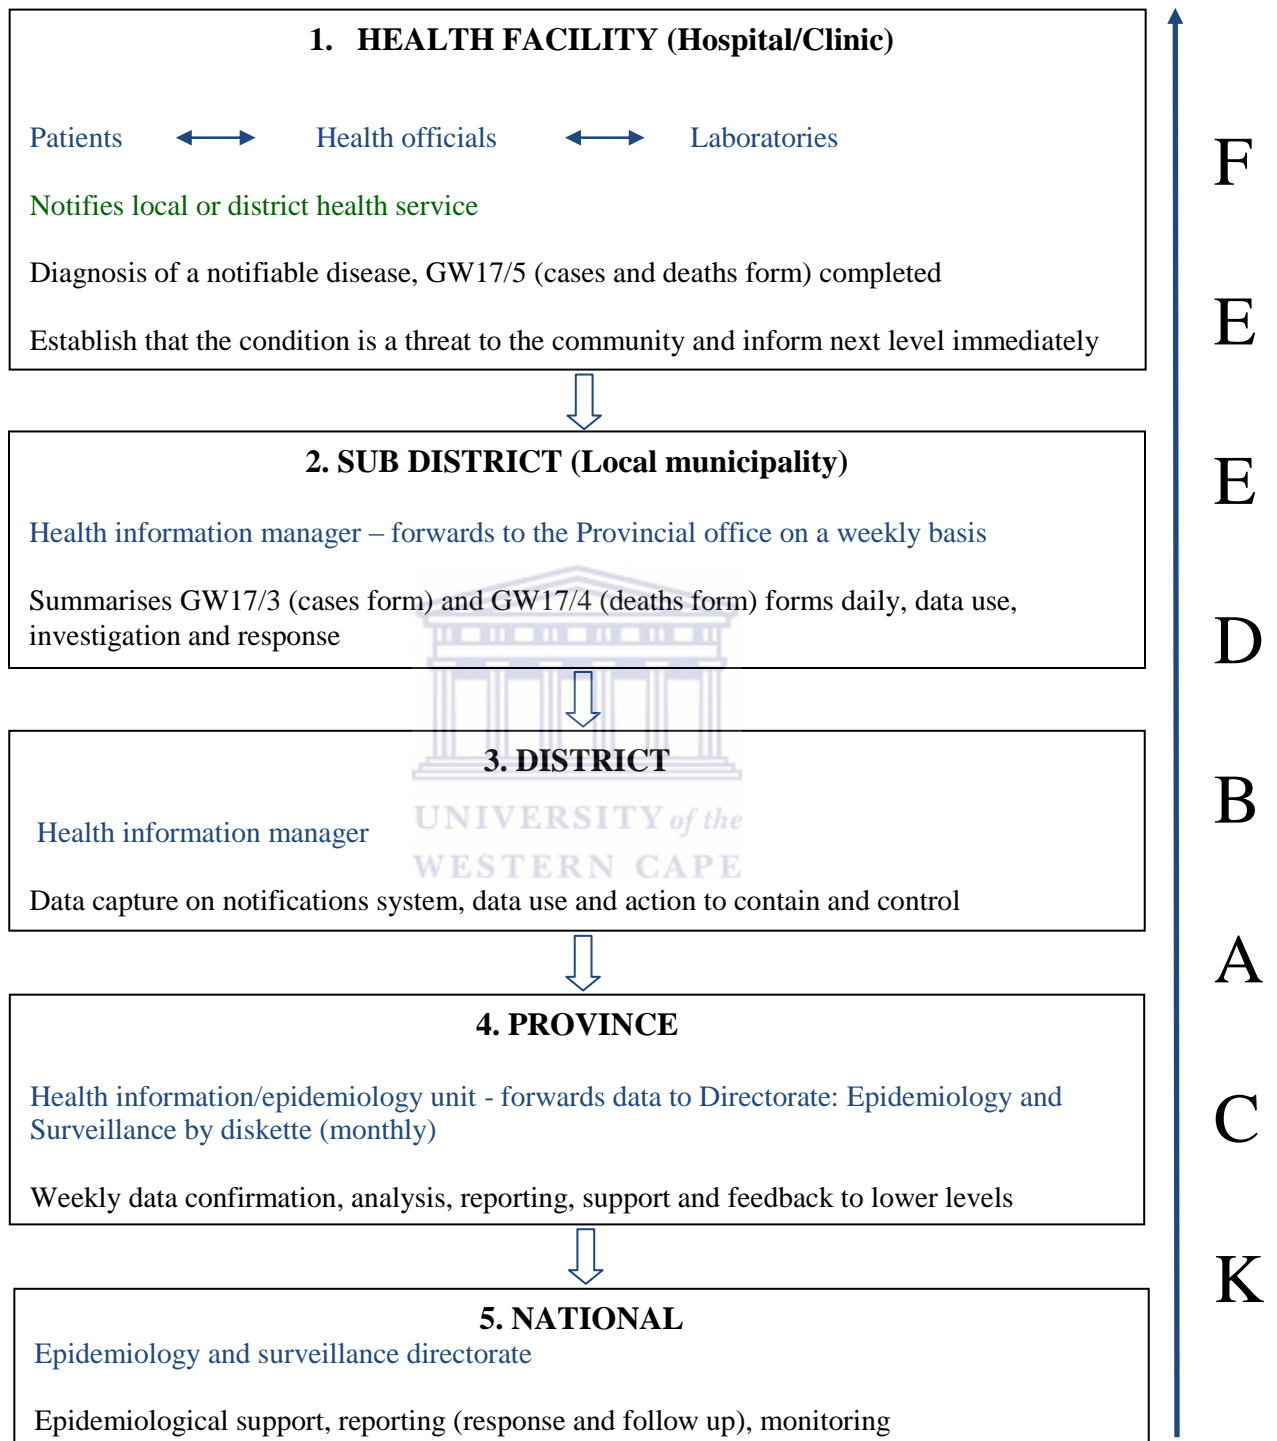 1. HEALTH FACILITY (Hospital/Clinic)
Patients Health officials Laboratories
Notifies local or district health service
Diagnosis of a notifiable disease, GW17/5 (cases and deaths form) completed
Establish that the condition is a threat to the community and inform next level immediately
2. SUB DISTRICT (Local municipality)
Health information manager – forwards to the Provincial office on a weekly basis
Summarises GW17/3 (cases form) and GW17/4 (deaths form) forms daily, data use,
investigation and response
3. DISTRICT
UNIVERSITY of the
Health information manager
WESTERN CAPE
Data capture on notifications system, data use and action to contain and control
4. PROVINCE
Health information/epidemiology unit - forwards data to Directorate: Epidemiology and
Surveillance by diskette (monthly)
Weekly data confirmation, analysis, reporting, support and feedback to lower levels
5. NATIONAL
Epidemiology and surveillance directorate
Epidemiological support, reporting (response and follow up), monitoring
F
E
E
D
B
A
C
K